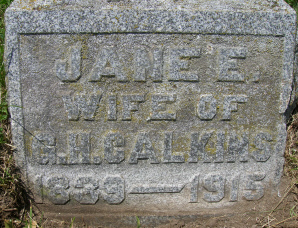 JANE E.
WIFE OF
G.H.CALKINS
1839—1915